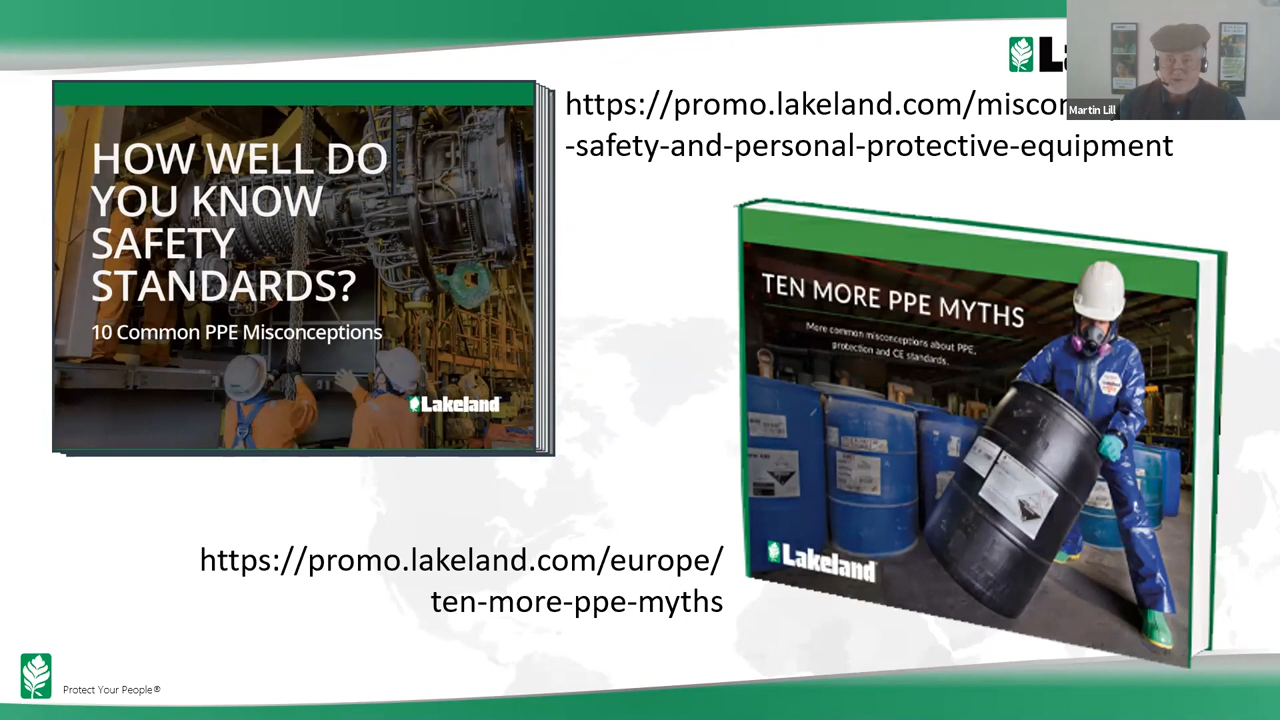 Martin Lill
https://promo.lakeland.com/
-safety-and-personal-protective-equipment
HOW WELL DO
YOU KNOW
SAFETY
STANDARDS?
10 Common PPE Misconceptions
Lakeland
TEN MORE PPE MYTHS
More common misconceptions about PPE,
protection and CE standards.
Lakeland
https://promo.lakeland.com/europe/
ten-more-ppe-myths
Protect Your People®